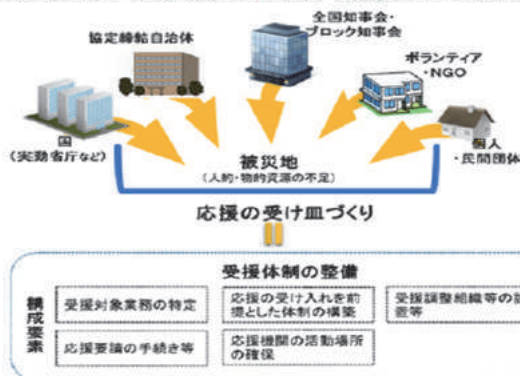 全国知事会・
ブロック知事会
協定締結自治体
ボランティア
・NGO
国
(実動省庁など)
個人
・民間団体
被災地
(人的・物的資源の不足)
応援の受け皿づくり
受援体制の整備
構成要素
受援対象業務の特定
応援の受け入れを前
提とした体制の構築
受援調整組織等の設
置等
応援要請の手続き等
応援機関の活動場所
の確保